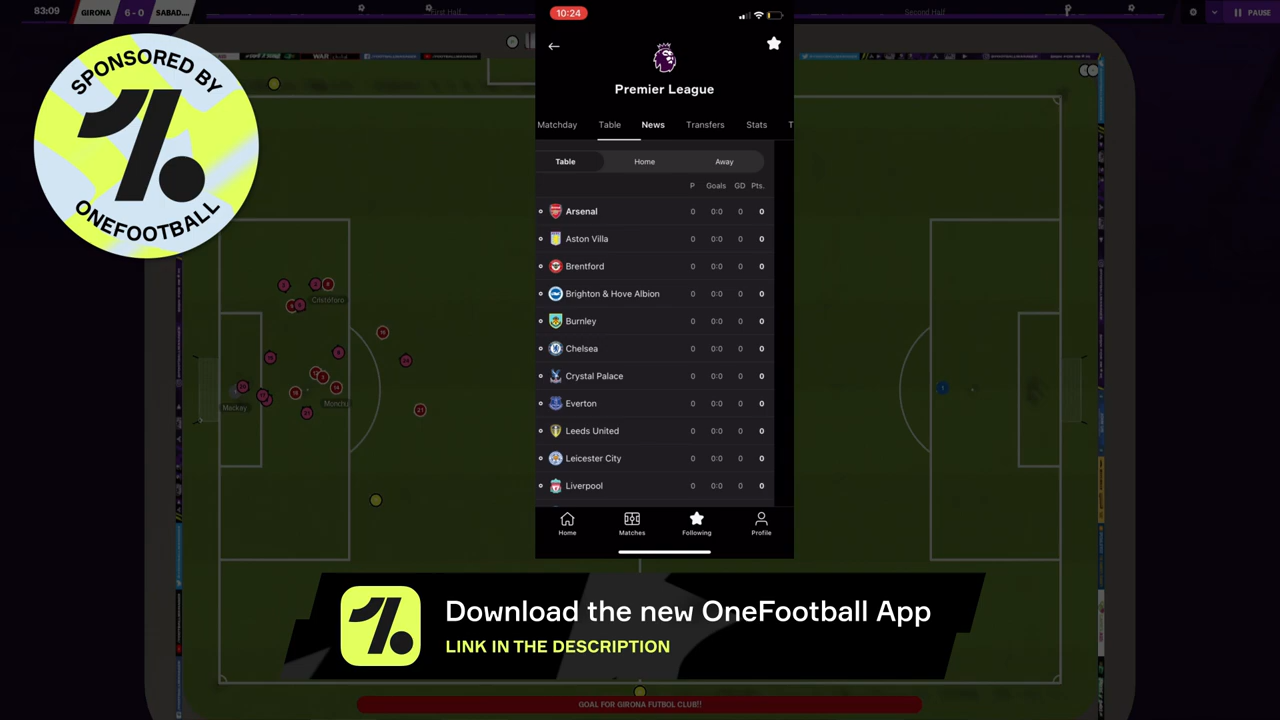 83:09
GIRONA
6 - 0
SABAD....
First Half
Second Half
PAUSE
SPONSORED BY
ONEFOOTBALL
10:24
Premier League
Matchday Table News Transfers Stats T
Table Home Away
P Goals GD Pts.
Arsenal 0 0:0 0 0
Aston Villa 0 0:0 0 0
Brentford 0 0:0 0 0
Brighton & Hove Albion 0 0:0 0 0
Burnley 0 0:0 0 0
Chelsea 0 0:0 0 0
Crystal Palace 0 0:0 0 0
Everton 0 0:0 0 0
Leeds United 0 0:0 0 0
Leicester City 0 0:0 0 0
Liverpool 0 0:0 0 0
Home Matches Following Profile
Cristóforo
Mackay
Download the new OneFootball App
LINK IN THE DESCRIPTION
GOAL FOR GIRONA FUTBOL CLUB!!